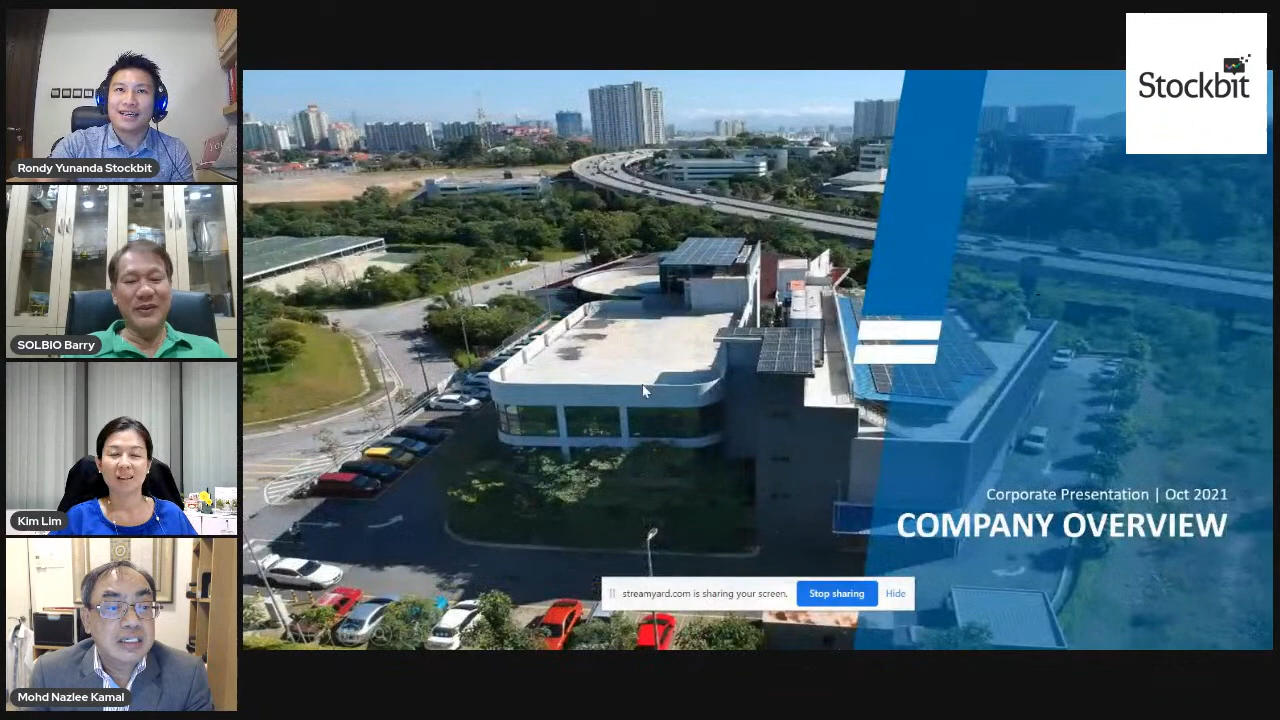 Rondy Yunanda Stockbit
SOLBIO Barry
Kim Lim
Mohd Nazlee Kamal
Stockbit
Corporate Presentation | Oct 2021
COMPANY OVERVIEW
streamyard.com is sharing your screen.
Stop sharing
Hide